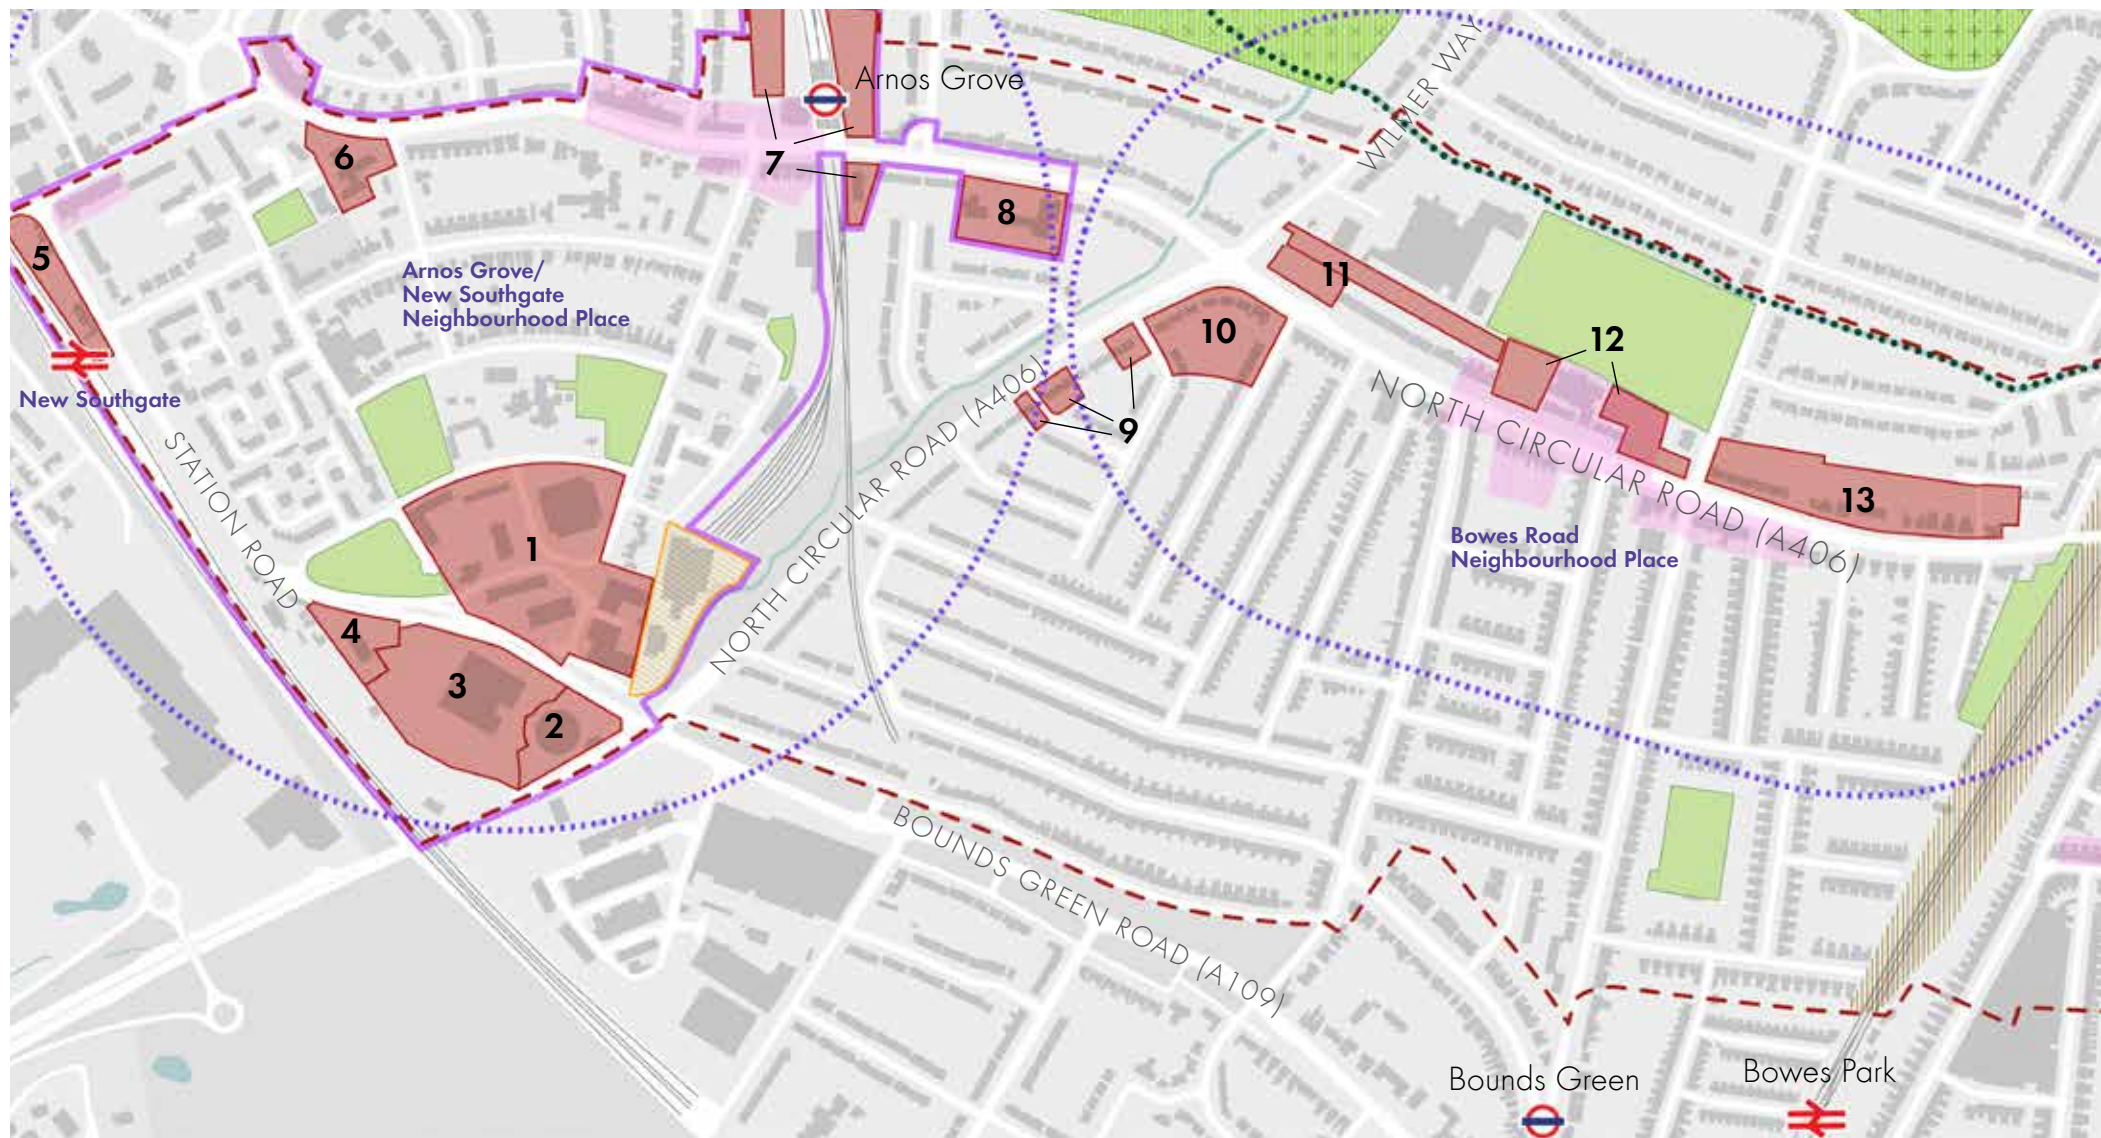 Arnos Grove
WILMER WAY
6
7
8
5
11
Arnos Grove/
New Southgate
Neighbourhood Place
10
12
New Southgate
9
NORTH CIRCULAR ROAD (A406)
NORTH CIRCULAR ROAD (A406)
STATION ROAD
13
1
Bowes Road
Neighbourhood Place
4
3
2
BOUNDS GREEN ROAD (A109)
Bounds Green
Bowes Park